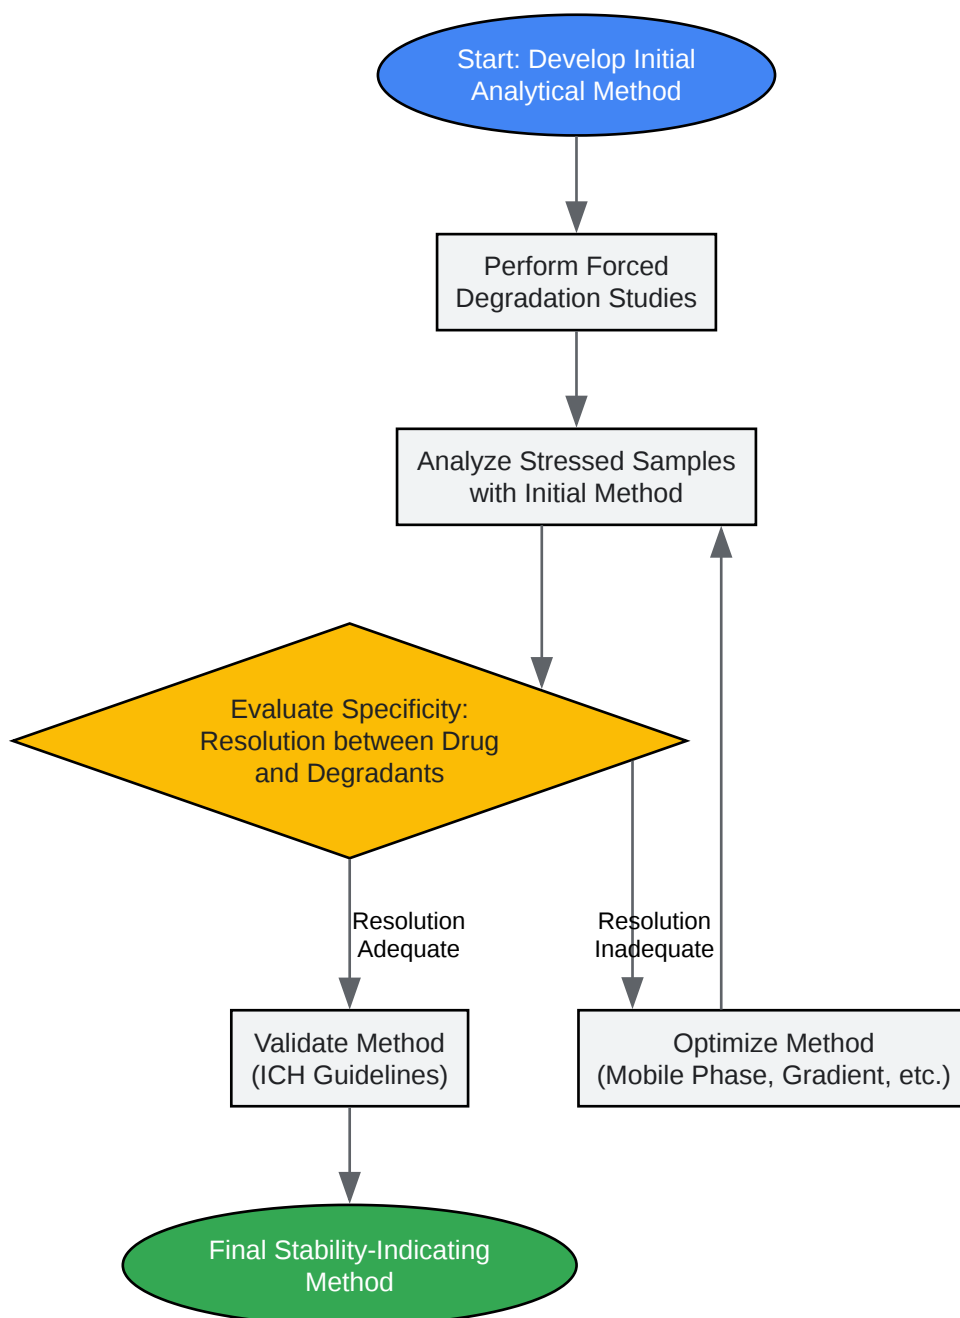 Start: Develop Initial
Analytical Method
Perform Forced
Degradation Studies
Analyze Stressed Samples
with Initial Method
Evaluate Specificity:
Resolution between Drug
and Degradants
Resolution
Adequate
Resolution
Inadequate
Validate Method
(ICH Guidelines)
Optimize Method
(Mobile Phase, Gradient, etc.)
Final Stability-Indicating
Method